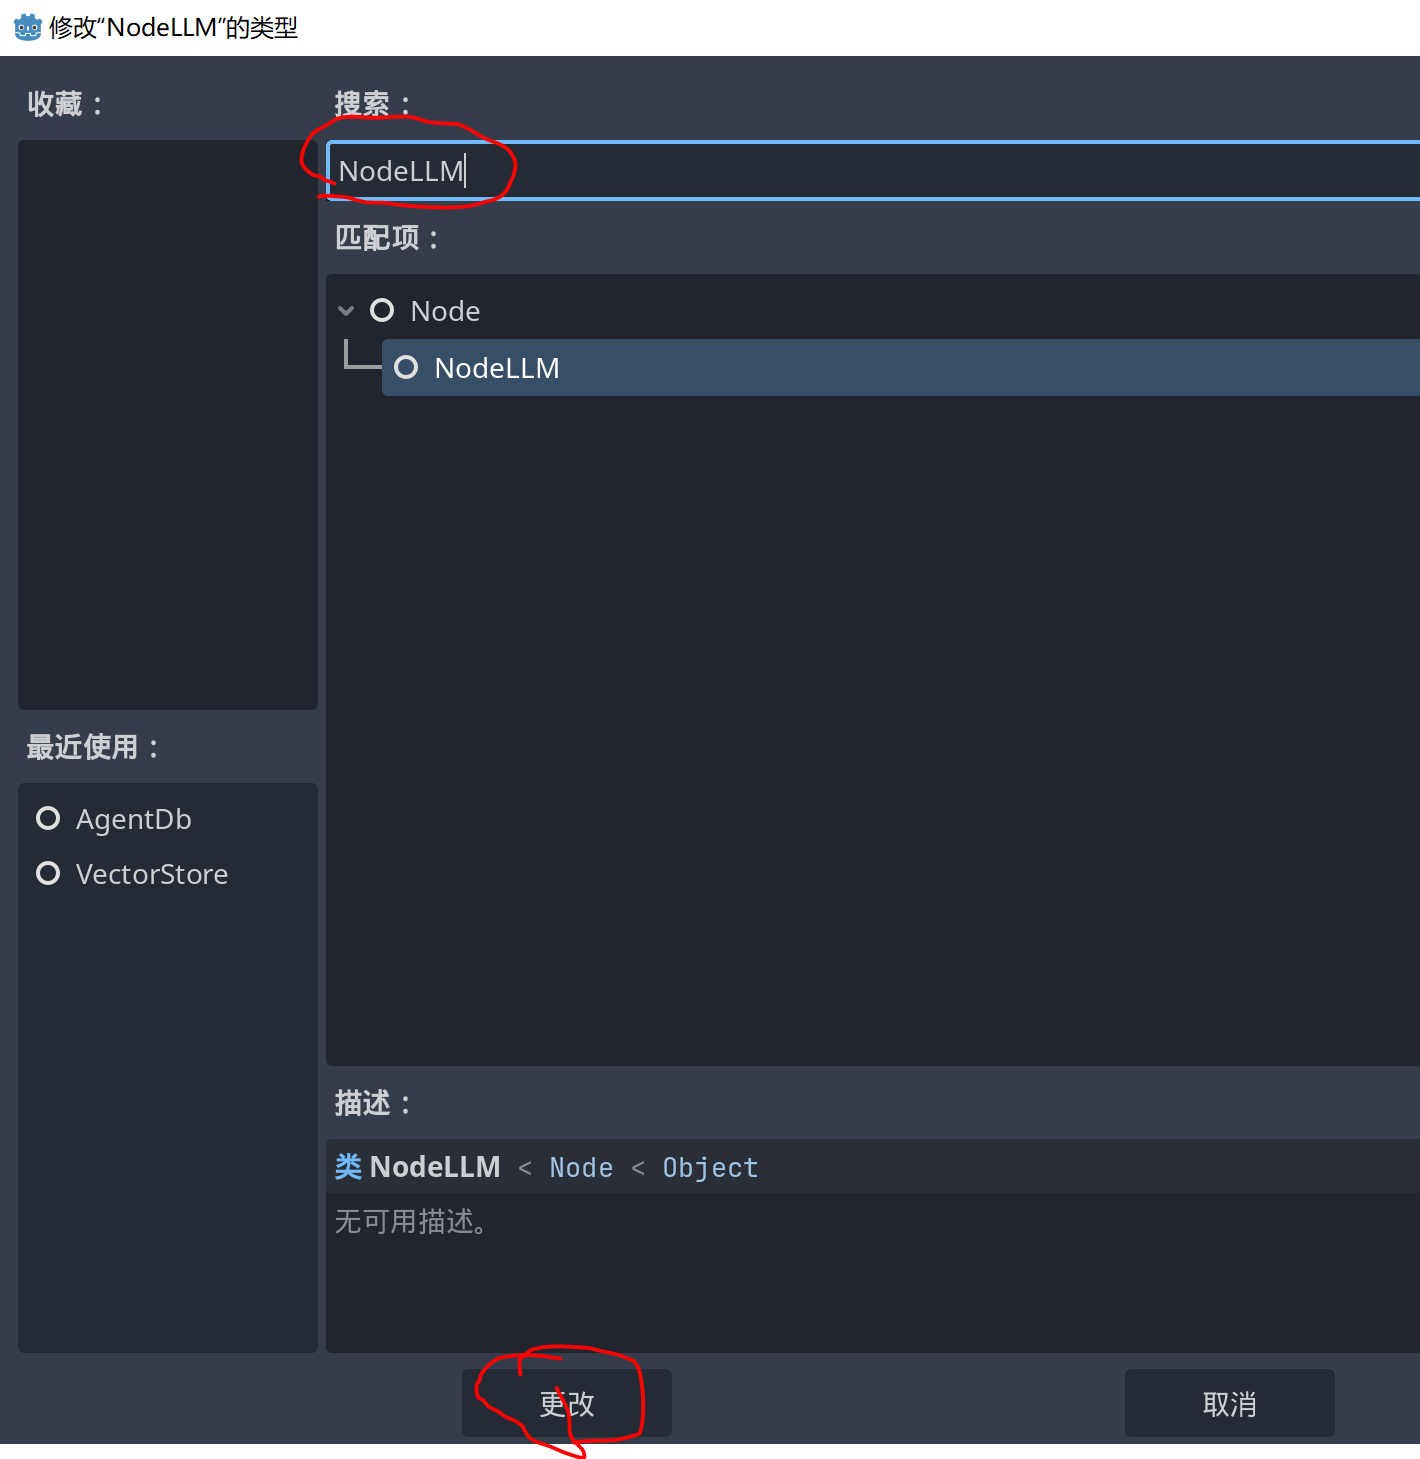 修改“NodeLLM”的类型
收藏：
搜索：
NodeLLM
匹配项：
Node
NodeLLM
最近使用：
AgentDb
VectorStore
描述：
类 NodeLLM < Node < Object
无可用描述。
更改
取消